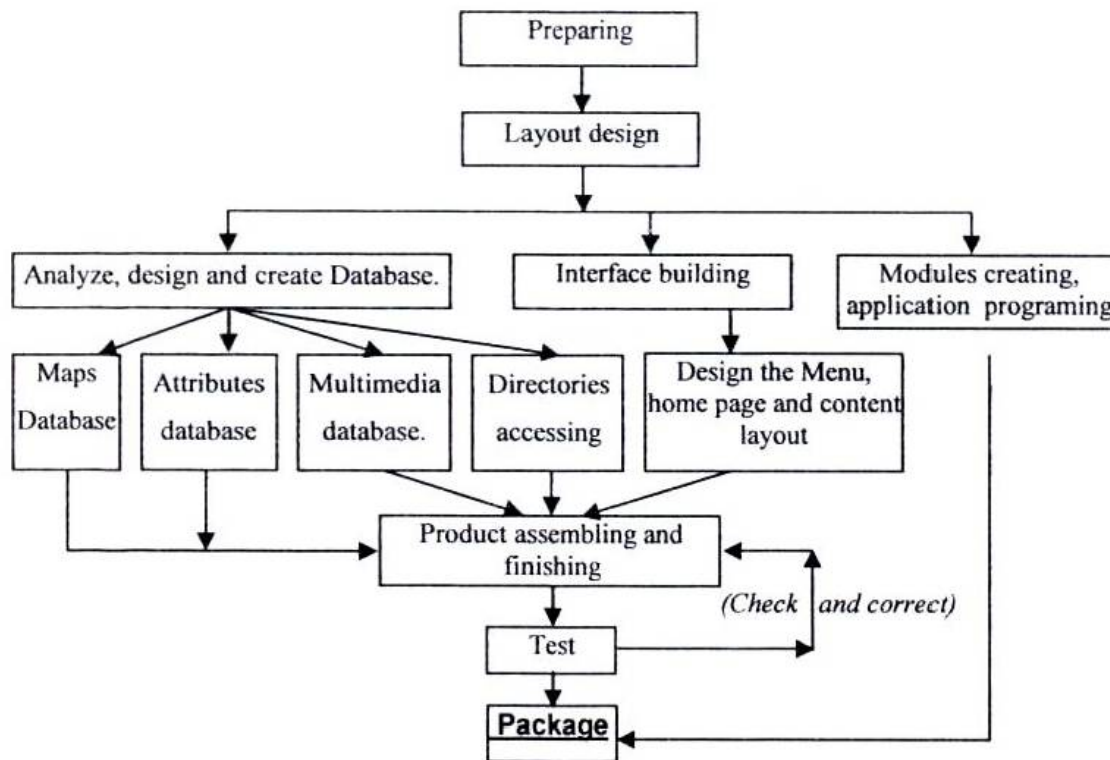 Preparing
Layout design
Analyze, design and create Database.
Interface building
Modules creating,
application programing
Maps
Database
Attributes
database
Multimedia
database.
Directories
accessing
Design the Menu,
home page and content
layout
Product assembling and
finishing
(Check and correct)
Test
Package